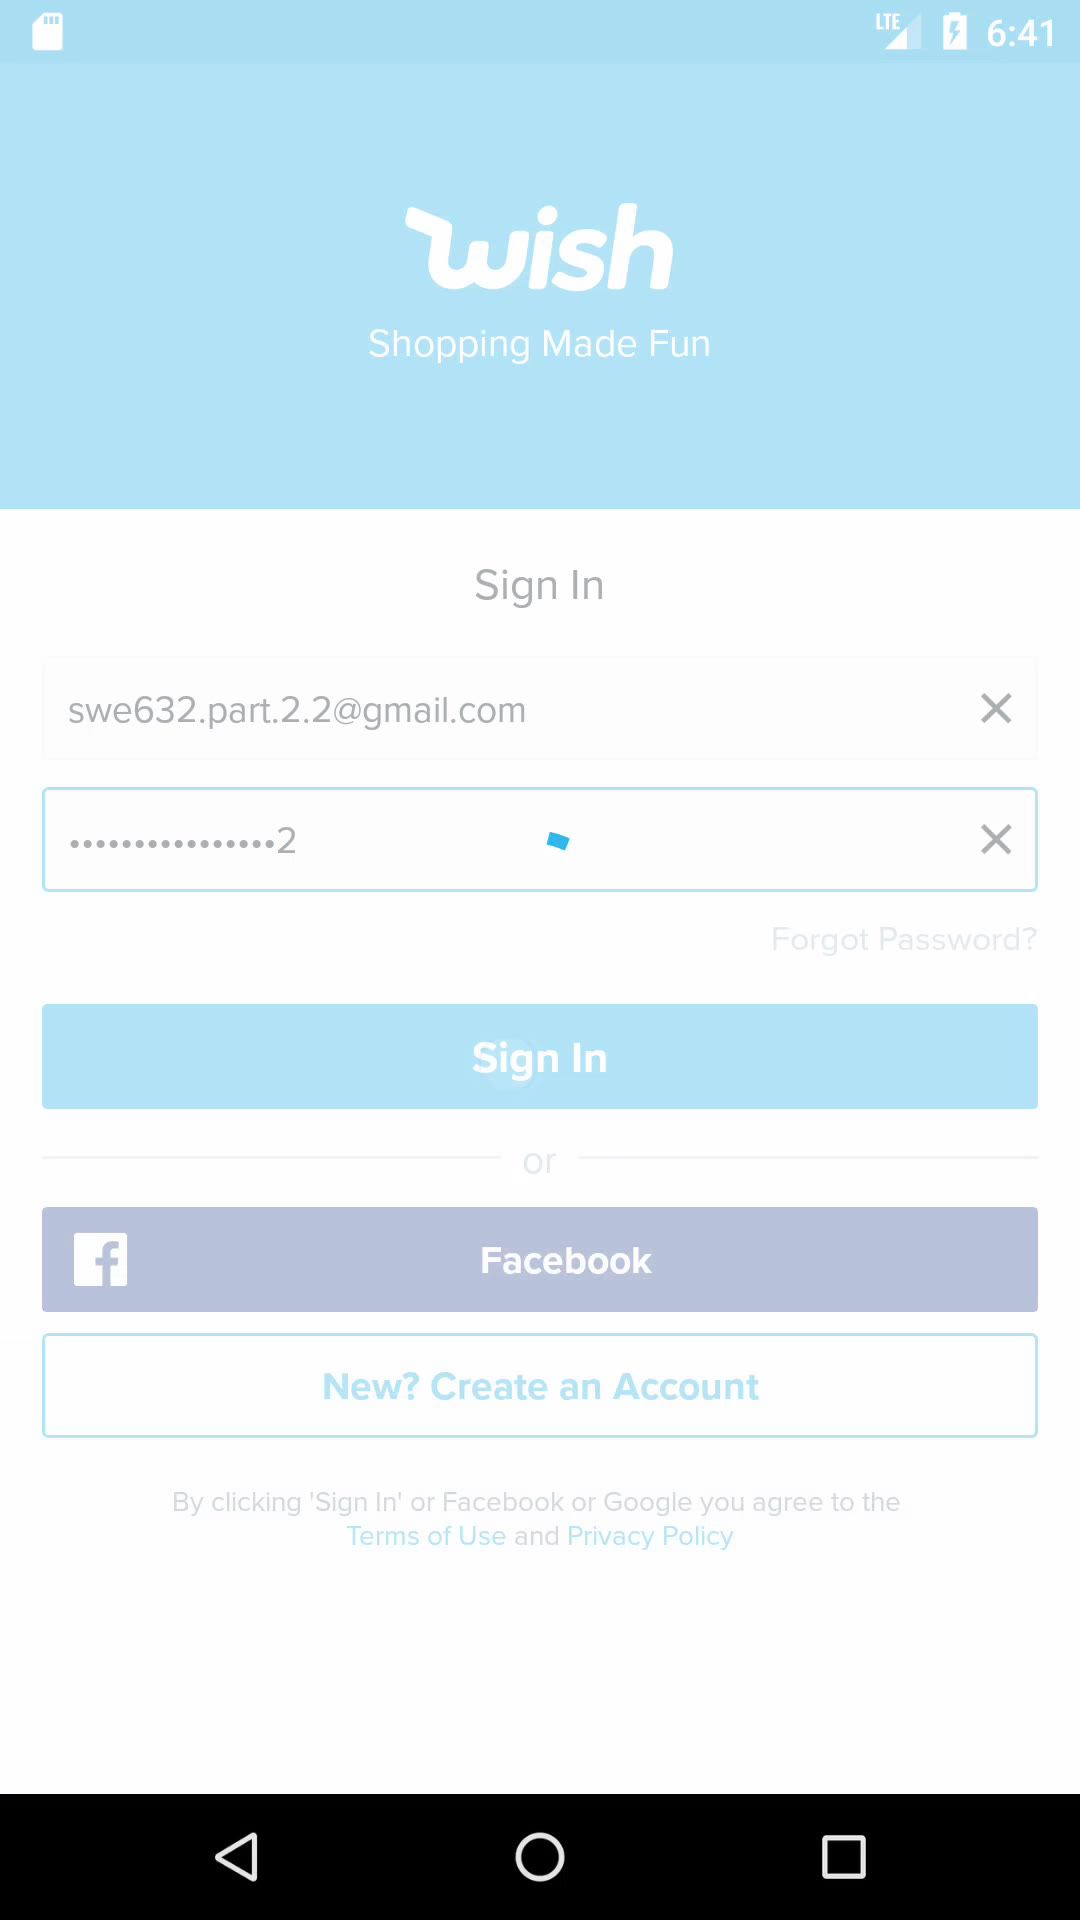 LTE 6:41
wish
Shopping Made Fun
Sign In
swe632.part.2.2@gmail.com
••••••••••••••••2
Forgot Password?
Sign In
or
Facebook
New? Create an Account
By clicking 'Sign In' or Facebook or Google you agree to the
Terms of Use and Privacy Policy